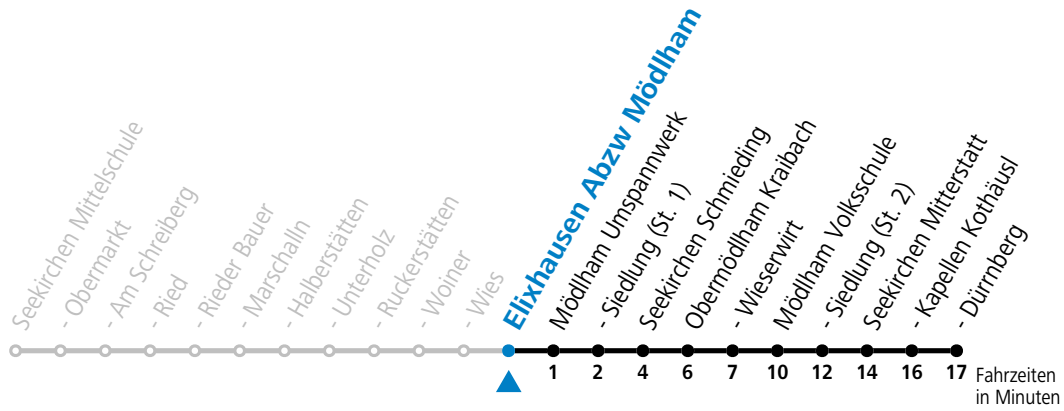 Seekirchen Mittelschule
- Obermarkt
- Am Schreiberg
- Ried
- Rieder Bauer
- Marschalln
- Halberstätten
- Unterholz
- Ruckerstätten
- Woiner
- Wies
Elixhausen Abzw Mödlham
Mödlham Umspannwerk
- Siedlung (St. 1)
Seekirchen Schmieding
Obermödham Kraibach
- Wieserwirt
Mödlham Volksschule
- Siedlung (St. 2)
Seekirchen Mitterstatt
- Kapellen Kothäusl
- Dürrnberg
1 2 4 6 7 10 12 14 16 17 Fahrzeiten
in Minuten